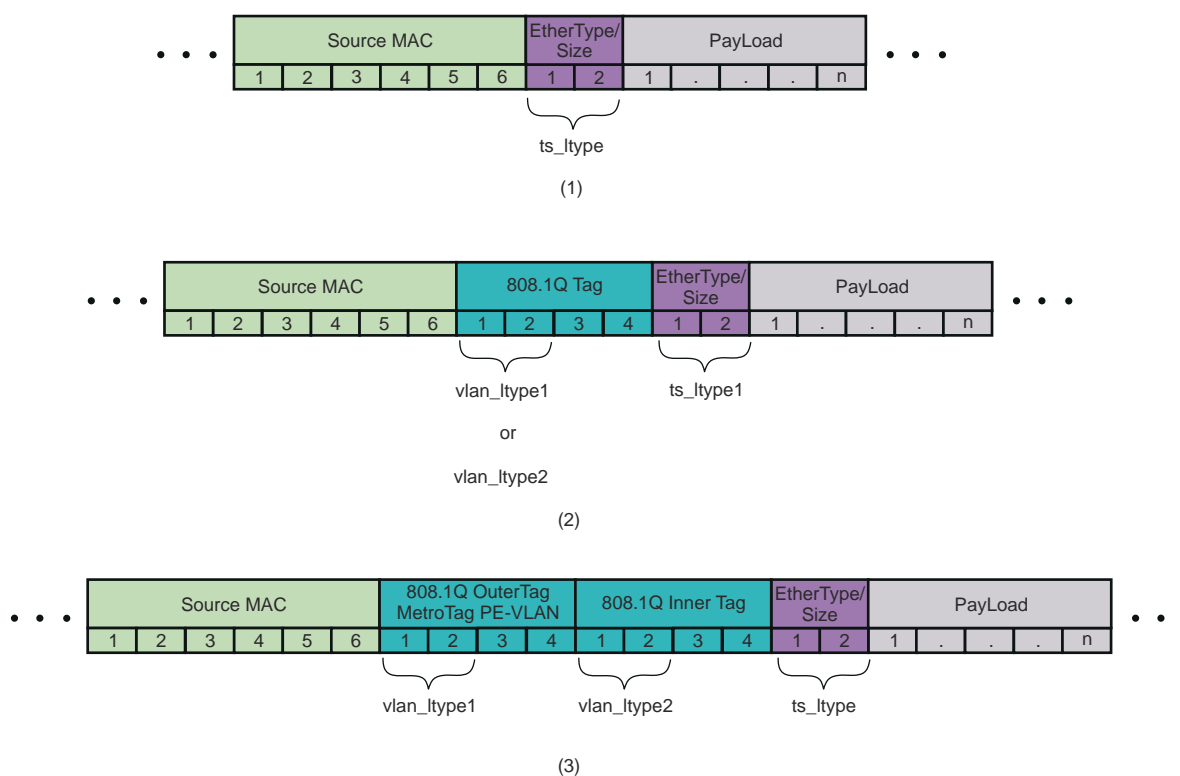 Source MAC EtherType/ Size PayLoad
1 2 3 4 5 6 1 2 1 . . . n
ts_ltype
(1)
Source MAC 808.1Q Tag EtherType/ Size PayLoad
1 2 3 4 5 6 1 2 3 4 1 2 1 . . . n
vlan_ltype1 ts_ltype1
or
vlan_ltype2
(2)
Source MAC 808.1Q OuterTag MetroTag PE-VLAN 808.1Q Inner Tag EtherType/ Size PayLoad
1 2 3 4 5 6 1 2 3 4 1 2 3 4 1 2 1 . . . n
vlan_ltype1 vlan_ltype2 ts_ltype
(3)